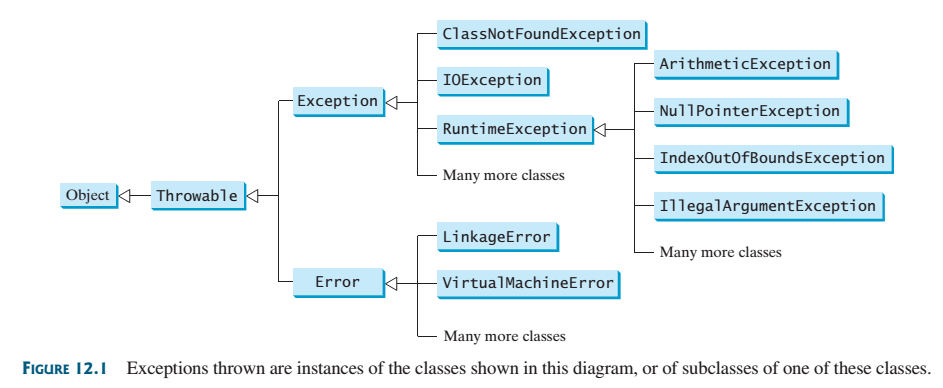 ClassNotFoundException
ArithmeticException
IOException
Exception
NullPointerException
RuntimeException
IndexOutOfBoundsException
Many more classes
Object
Throwable
IllegalArgumentException
LinkageError
Many more classes
Error
VirtualMachineError
Many more classes
FIGURE 12.1 Exceptions thrown are instances of the classes shown in this diagram, or of subclasses of one of these classes.